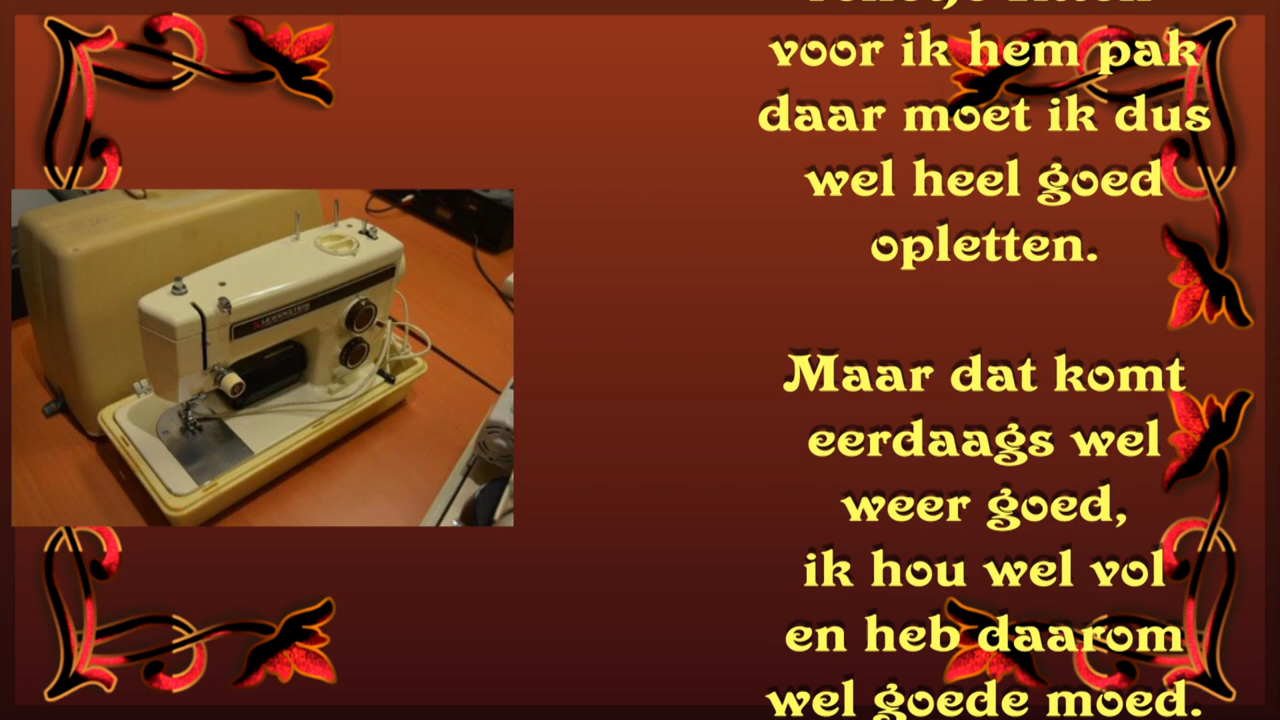 voor ik hem pak
daar moet ik dus
wel heel goed
opletten.
Maar dat komt
eerdaags wel
weer goed,
ik hou wel vol
en heb daarom
wel goede moed.